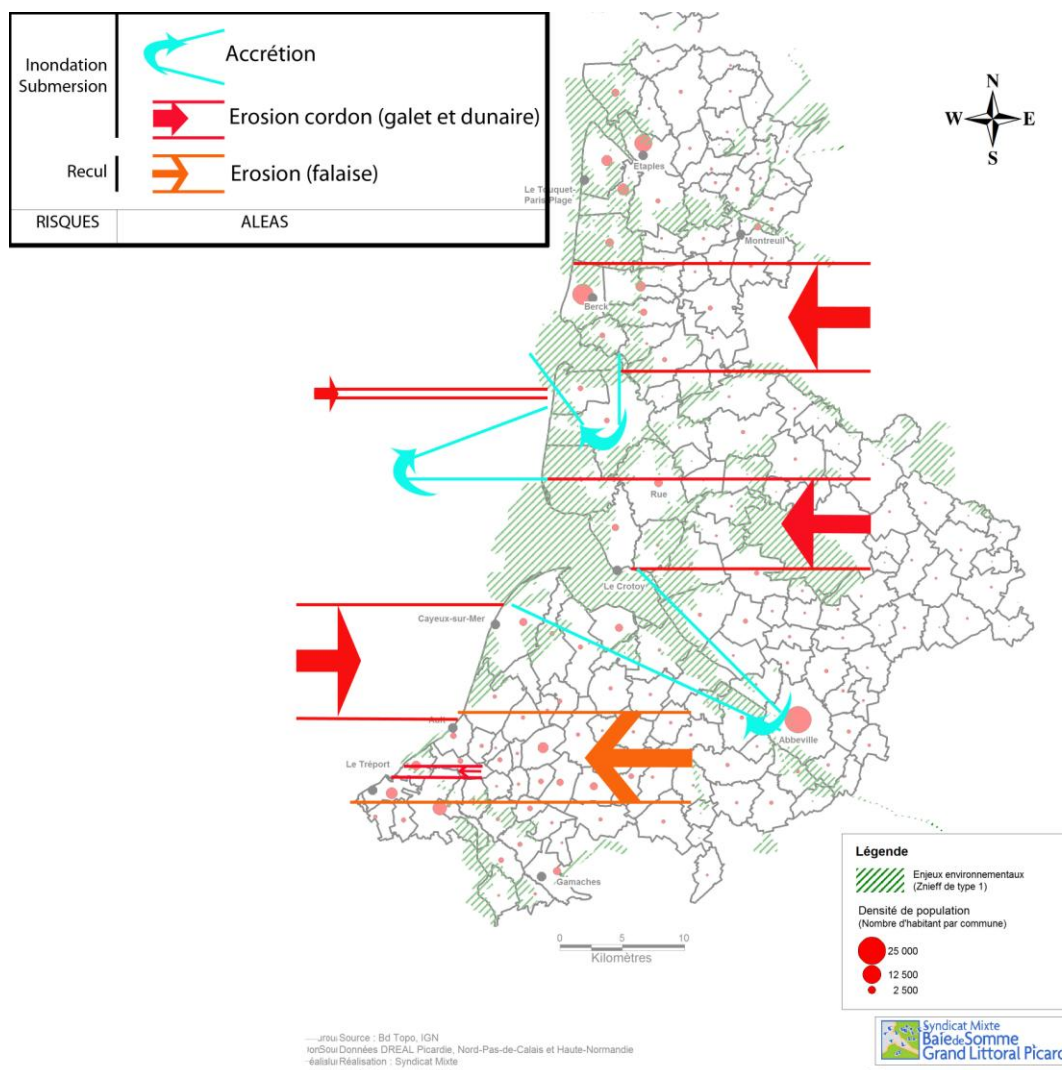 Inondation
Submersion
Accrétion
Erosion cordon (galet et dunaire)
Recul
Erosion (falaise)
RISQUES
ALEAS
N
W
E
S
Etaples
Le Touquet-
Paris Plage
Montreuil
Berck
Rue
Le Crotoy
Cayeux-sur-Mer
Ault
Abbeville
Le Tréport
Gamaches
0 5 10
Kilomètres
Légende
Enjeux environnementaux
(Znieff de type 1)
Densité de population
(Nombre d'habitant par commune)
25 000
12 500
2 500
Source : Bd Topo, IGN
Données DREAL Picardie, Nord-Pas-de-Calais et Haute-Normandie
Réalisation : Syndicat Mixte
Syndicat Mixte
Baie de Somme
Grand Littoral Picard